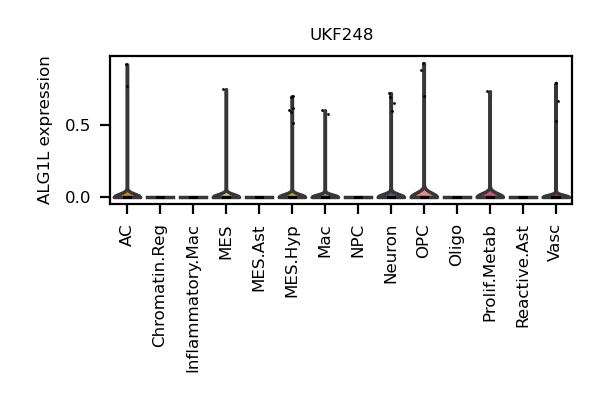 UKF248
ALG1L expression
0.5
0.0
AC
Chromatin.Reg
Inflammatory.Mac
MES
MES.Ast
MES.Hyp
Mac
NPC
Neuron
OPC
Oligo
Prolif.Metab
Reactive.Ast
Vasc